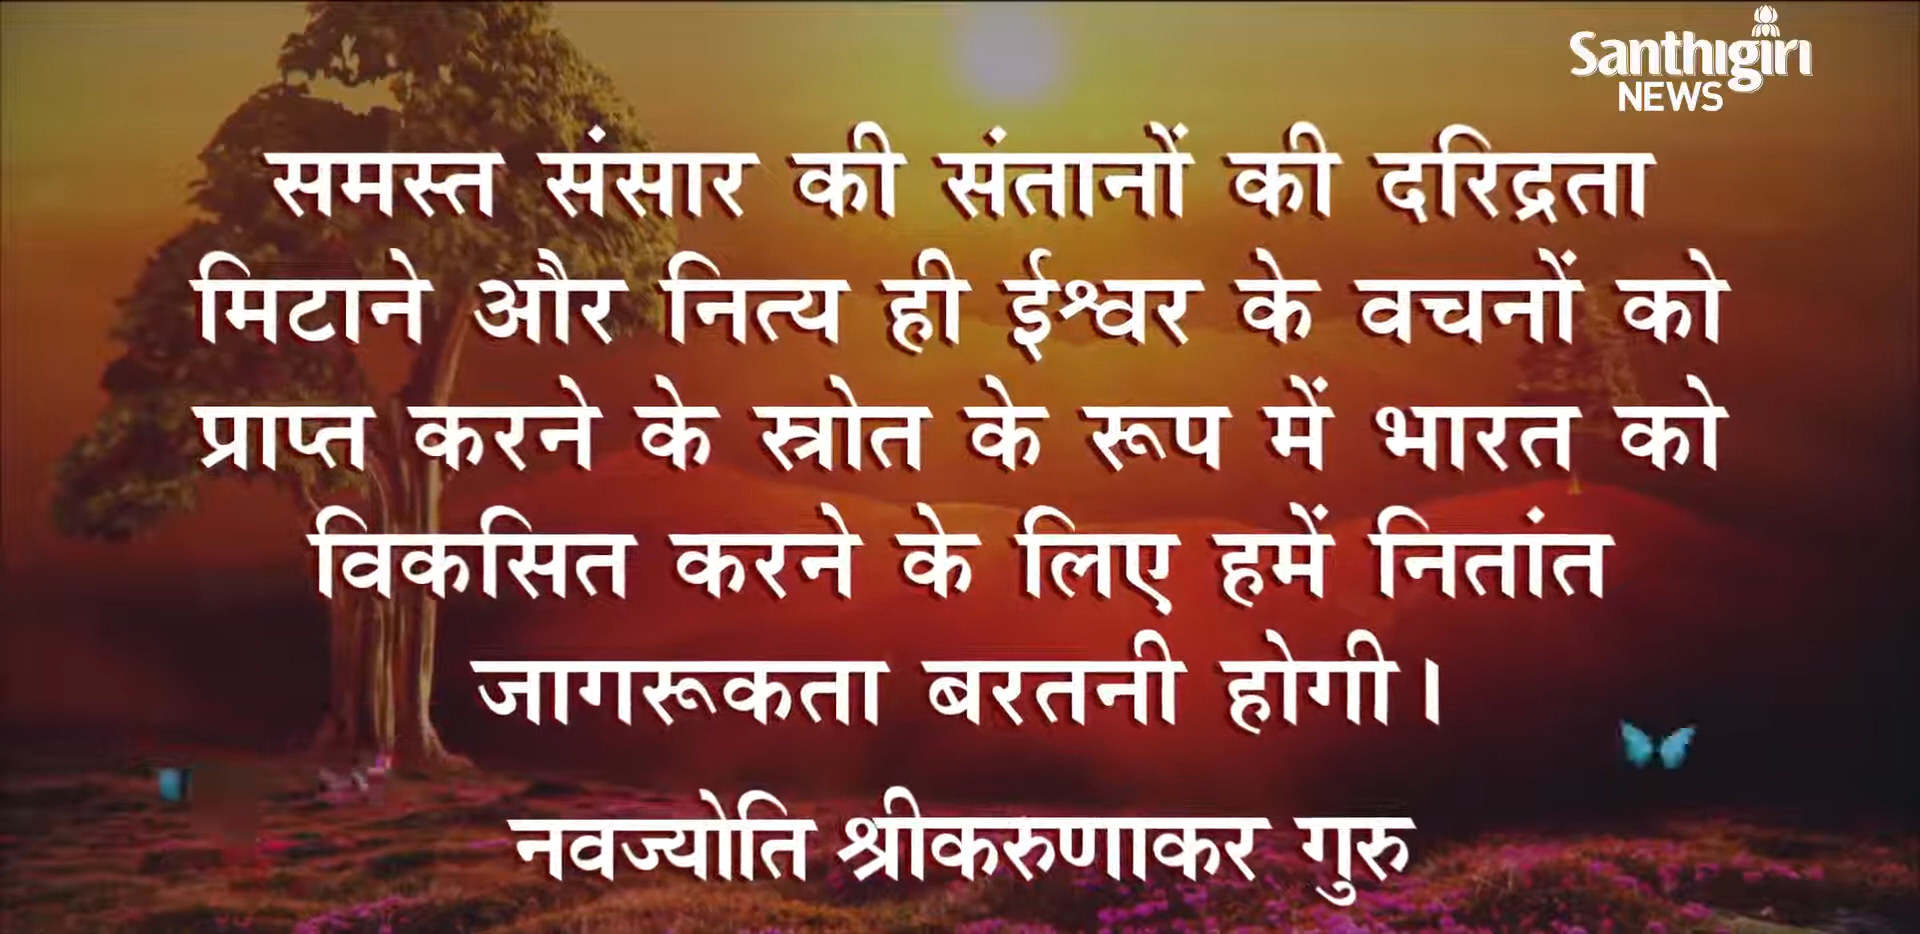 Santhigiri
NEWS
समस्त संसार की संतानों की दरिद्रता
मिटाने और नित्य ही ईश्वर के वचनों को
प्राप्त करने के स्रोत के रूप में भारत को
विकसित करने के लिए हमें नितांत
जागरूकता बरतनी होगी।
नवज्योति श्रीकरुणाकर गुरु